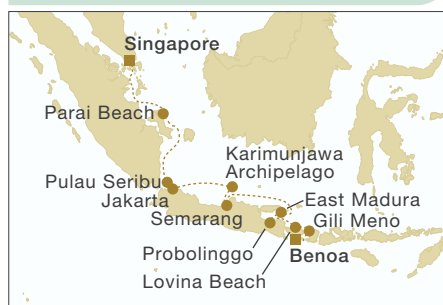 Singapore
Parai Beach
Karimunjawa
Archipelago
Pulau Seribu
Jakarta
East Madura
Semarang
Gili Meno
Probolinggo
Benoa
Lovina Beach